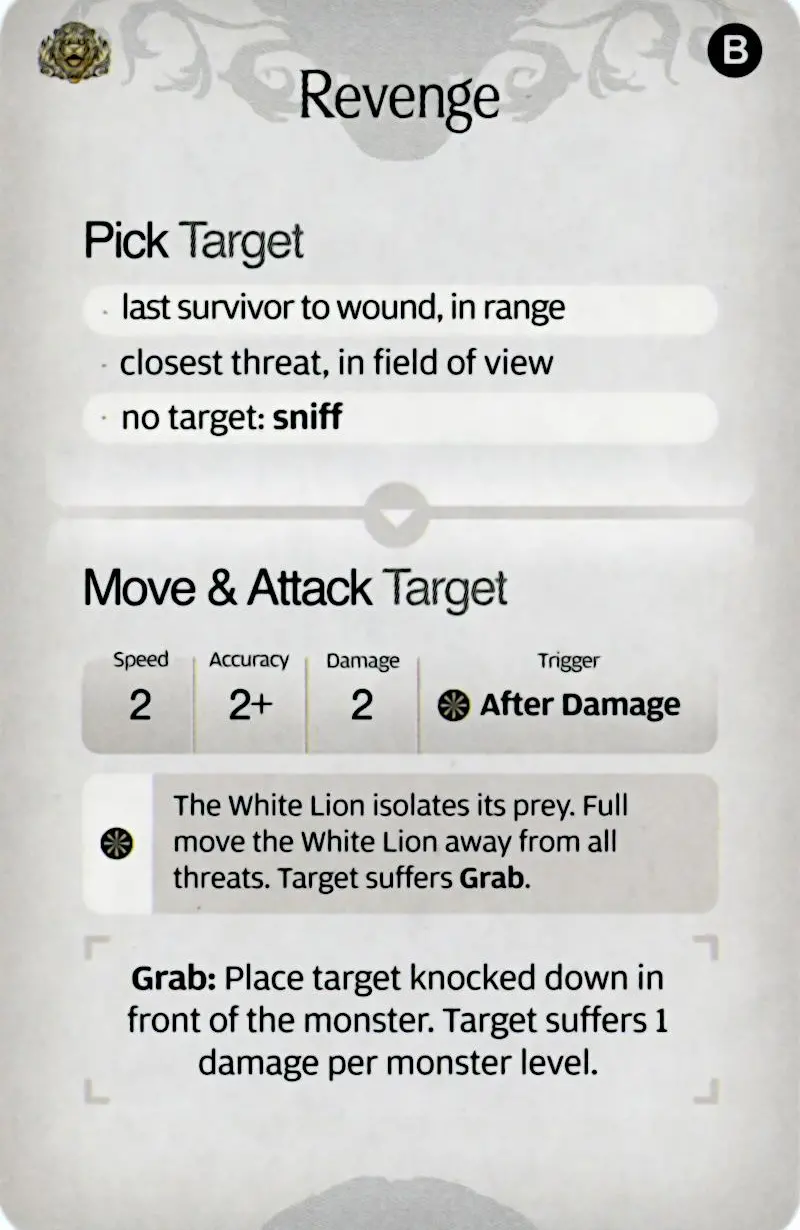 B
Revenge
Pick Target
· last survivor to wound, in range
· closest threat, in field of view
· no target: sniff
Move & Attack Target
Speed Accuracy Damage Trigger
2 2+ 2 After Damage
The White Lion isolates its prey. Full
move the White Lion away from all
threats. Target suffers Grab.
Grab: Place target knocked down in
front of the monster. Target suffers 1
damage per monster level.